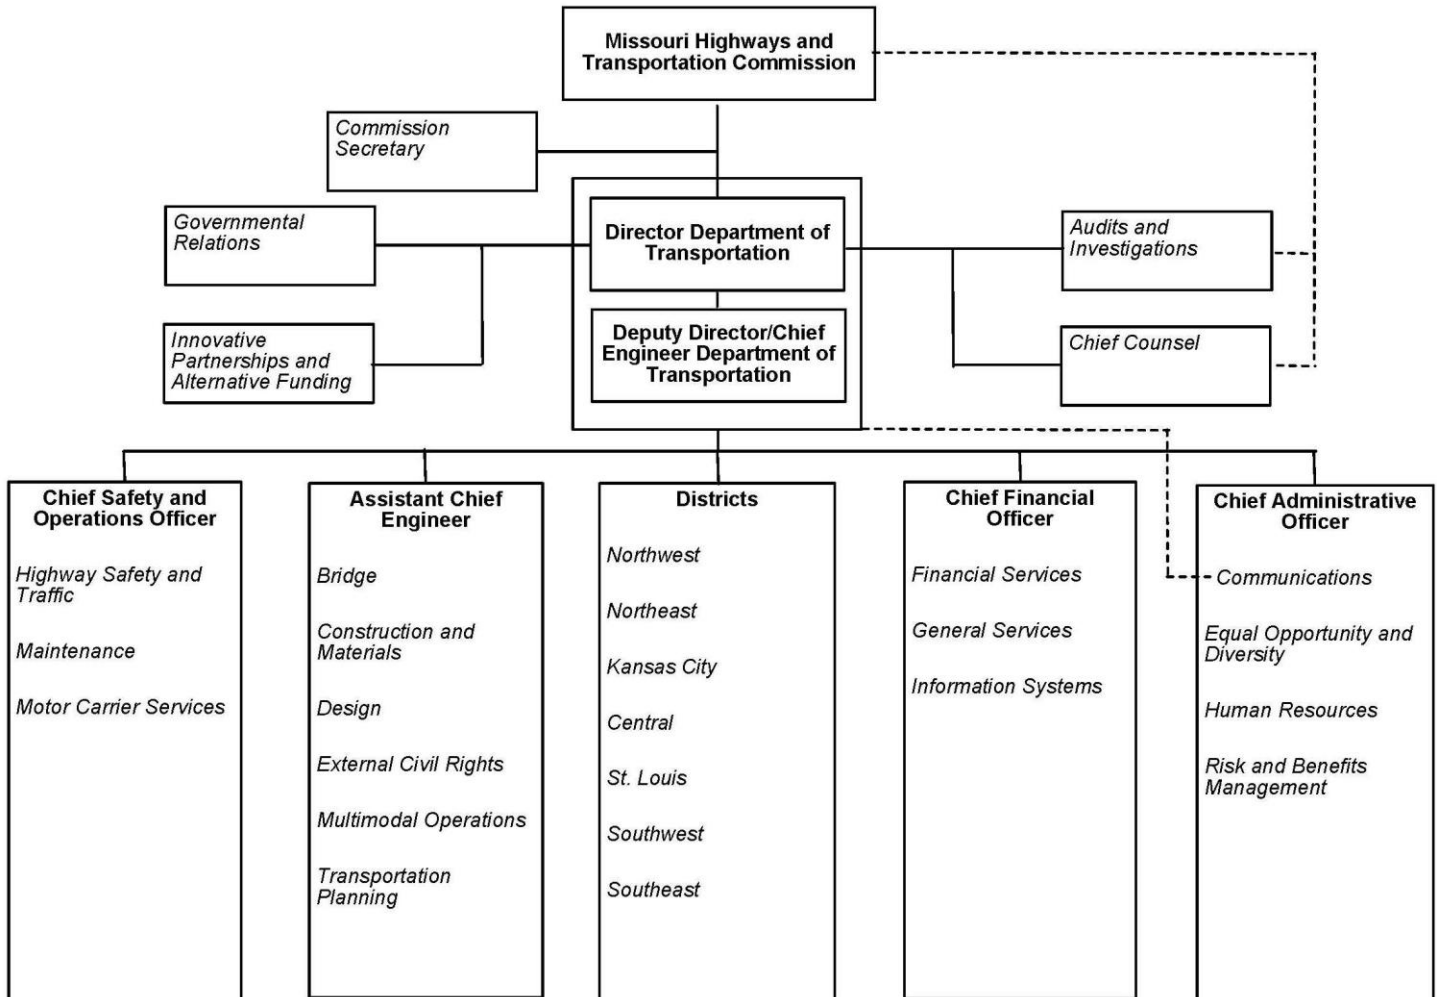 Missouri Highways and
Transportation Commission
Commission
Secretary
Governmental
Relations
Director Department of
Transportation
Audits and
Investigations
Innovative
Partnerships and
Alternative Funding
Deputy Director/Chief
Engineer Department of
Transportation
Chief Counsel
Chief Safety and
Operations Officer
Highway Safety and
Traffic
Maintenance
Motor Carrier Services
Assistant Chief
Engineer
Bridge
Construction and
Materials
Design
External Civil Rights
Multimodal Operations
Transportation
Planning
Districts
Northwest
Northeast
Kansas City
Central
St. Louis
Southwest
Southeast
Chief Financial
Officer
Financial Services
General Services
Information Systems
Chief Administrative
Officer
Communications
Equal Opportunity and
Diversity
Human Resources
Risk and Benefits
Management